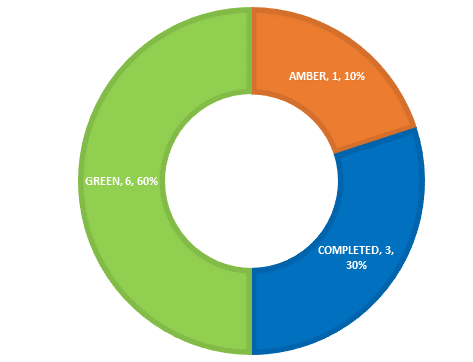 AMBER, 1, 10%
GREEN, 6, 60%
COMPLETED, 3,
30%